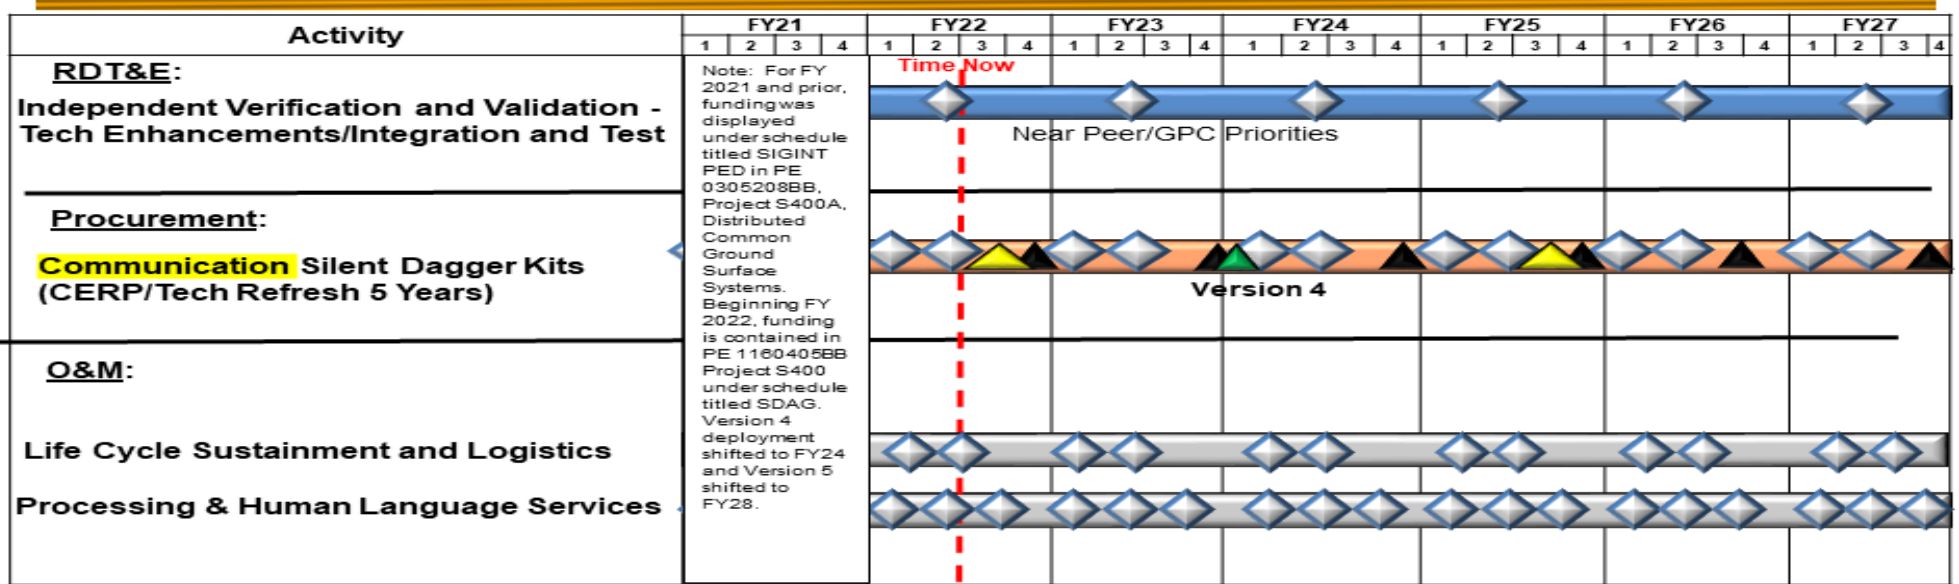 Activity
FY21 FY22 FY23 FY24 FY25 FY26 FY27
1 2 3 4 1 2 3 4 1 2 3 4 1 2 3 4 1 2 3 4 1 2 3 4 1 2 3 4
Time Now
RDT&E:
Independent Verification and Validation -
Tech Enhancements/Integration and Test
Near Peer/GPC Priorities
Procurement:
Communication Silent Dagger Kits
(CERP/Tech Refresh 5 Years)
Version 4
O&M:
Life Cycle Sustainment and Logistics
Processing & Human Language Services
Note: For FY
2021 and prior,
funding was
displayed
under schedule
titled SIGINT
PED in PE
0305208BB,
Project S400A,
Distributed
Common
Ground
Surface
Systems.
Beginning FY
2022, funding
is contained in
PE 1160405BB
Project S400
under schedule
titled SDAG.
Version 4
deployment
shifted to FY24
and Version 5
shifted to
FY28.